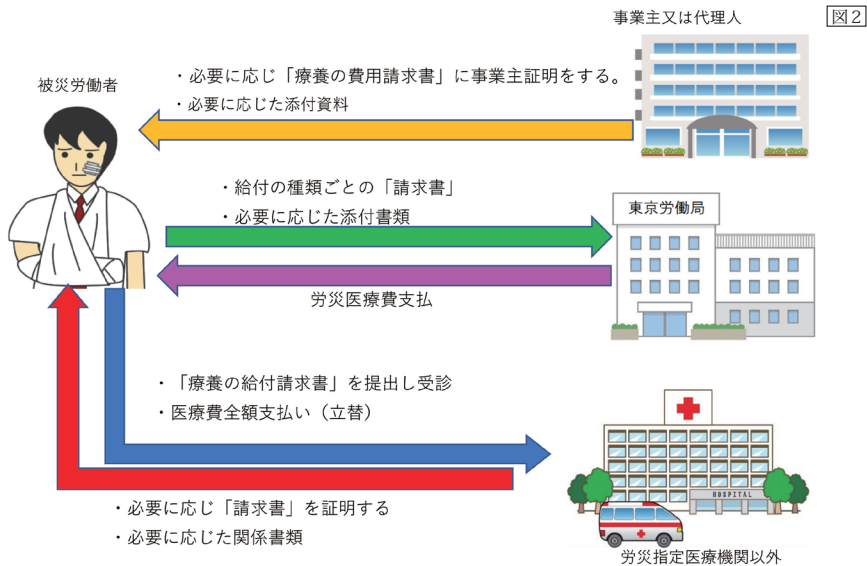 事業主又は代理人
図2
被災労働者
・必要に応じ「療養の費用請求書」に事業主証明をする。
・必要に応じた添付資料
・給付の種類ごとの「請求書」
・必要に応じた添付書類
東京労働局
労災医療費支払
・「療養の給付請求書」を提出し受診
・医療費全額支払い（立替）
HOSPITAL
・必要に応じ「請求書」を証明する
・必要に応じた関係書類
労災指定医療機関以外